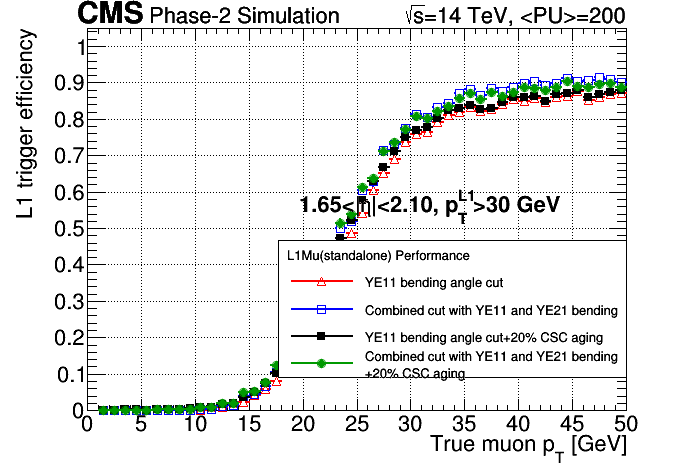 CMS Phase-2 Simulation √s=14 TeV, <PU>=200
L1 trigger efficiency
1
0.9
0.8
0.7
0.6
0.5
0.4
0.3
0.2
0.1
0
1.65<|η|<2.10, p_T^L1>30 GeV
L1Mu(standalone) Performance
YE11 bending angle cut
Combined cut with YE11 and YE21 bending
YE11 bending angle cut+20% CSC aging
Combined cut with YE11 and YE21 bending
+20% CSC aging
0 5 10 15 20 25 30 35 40 45 50
True muon p_T [GeV]